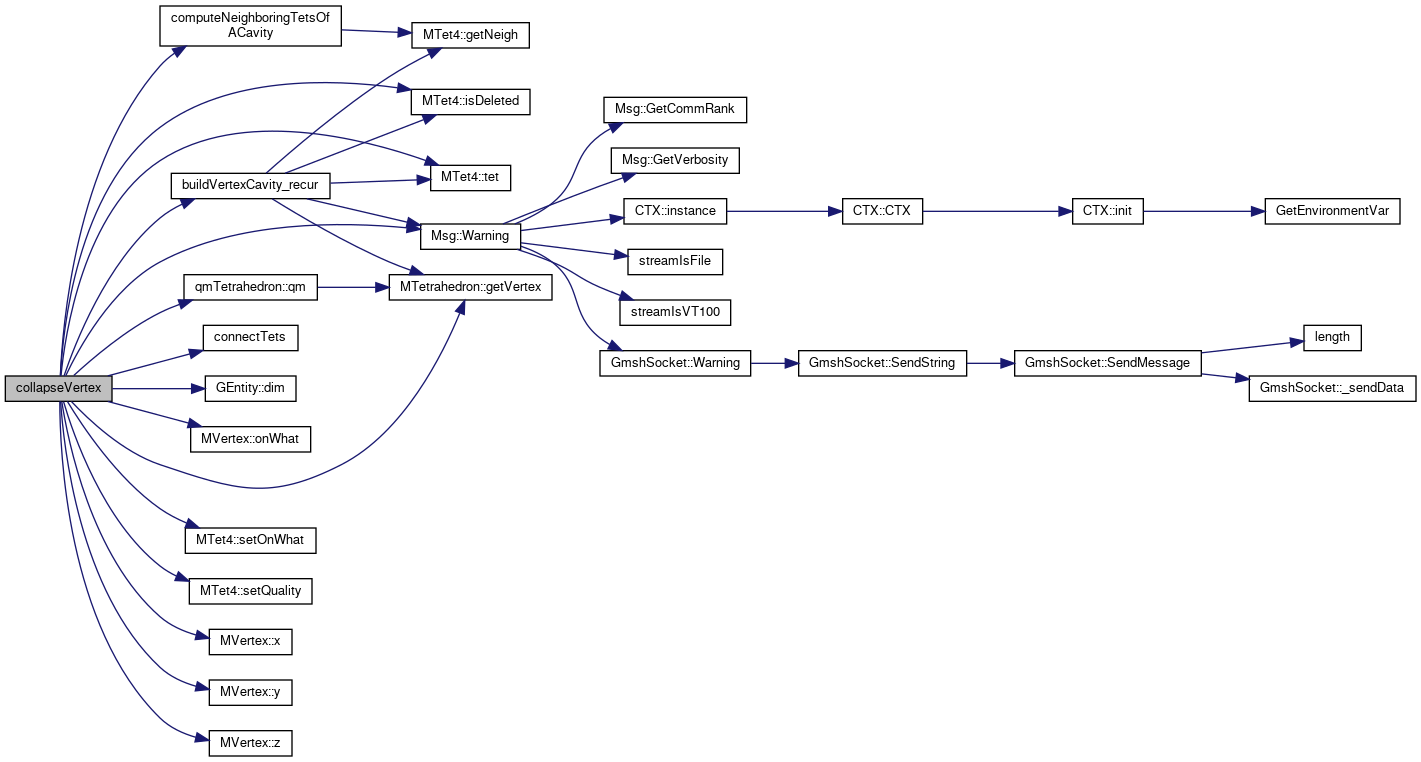 computeNeighboringTetsOf
ACavity
MTet4::getNeigh
MTet4::isDeleted
Msg::GetCommRank
Msg::GetVerbosity
buildVertexCavity_recur
MTet4::tet
CTX::instance
CTX::CTX
CTX::init
GetEnvironmentVar
Msg::Warning
streamIsFile
qmTetrahedron::qm
MTetrahedron::getVertex
streamIsVT100
connectTets
length
GmshSocket::Warning
GmshSocket::SendString
GmshSocket::SendMessage
collapseVertex
GEntity::dim
GmshSocket::_sendData
MVertex::onWhat
MTet4::setOnWhat
MTet4::setQuality
MVertex::x
MVertex::y
MVertex::z